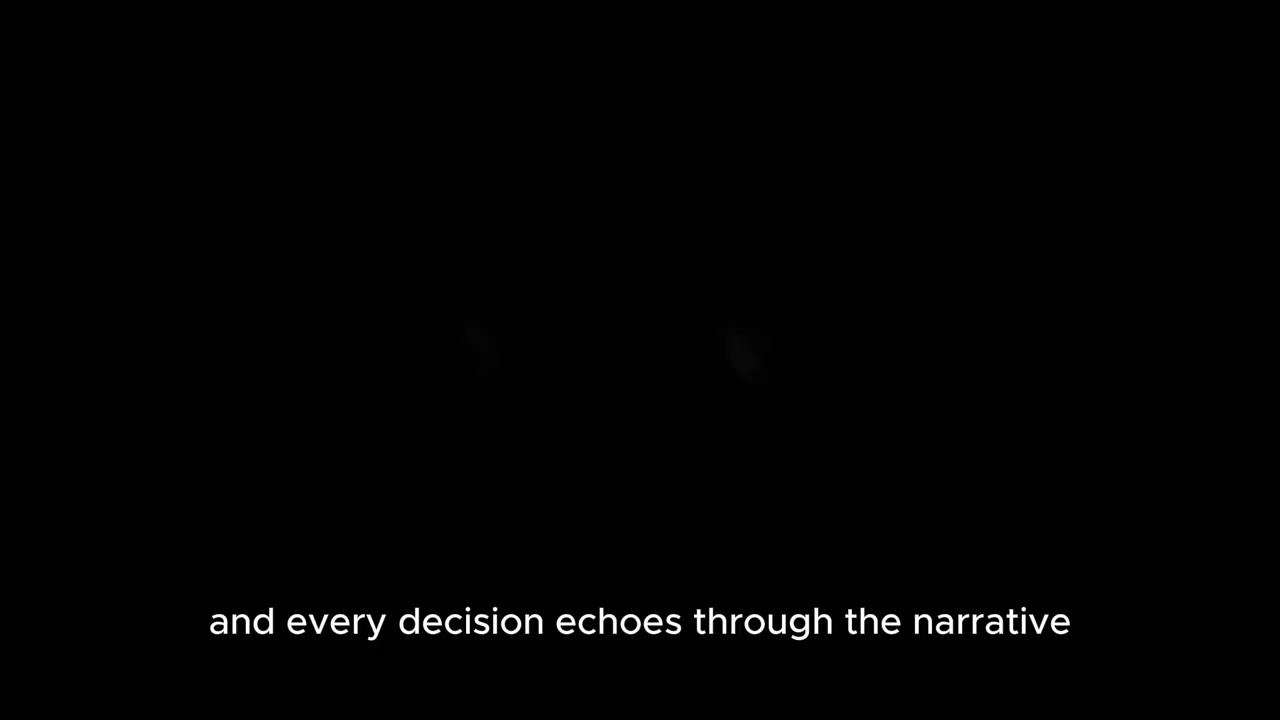 and every decision echoes through the narrative